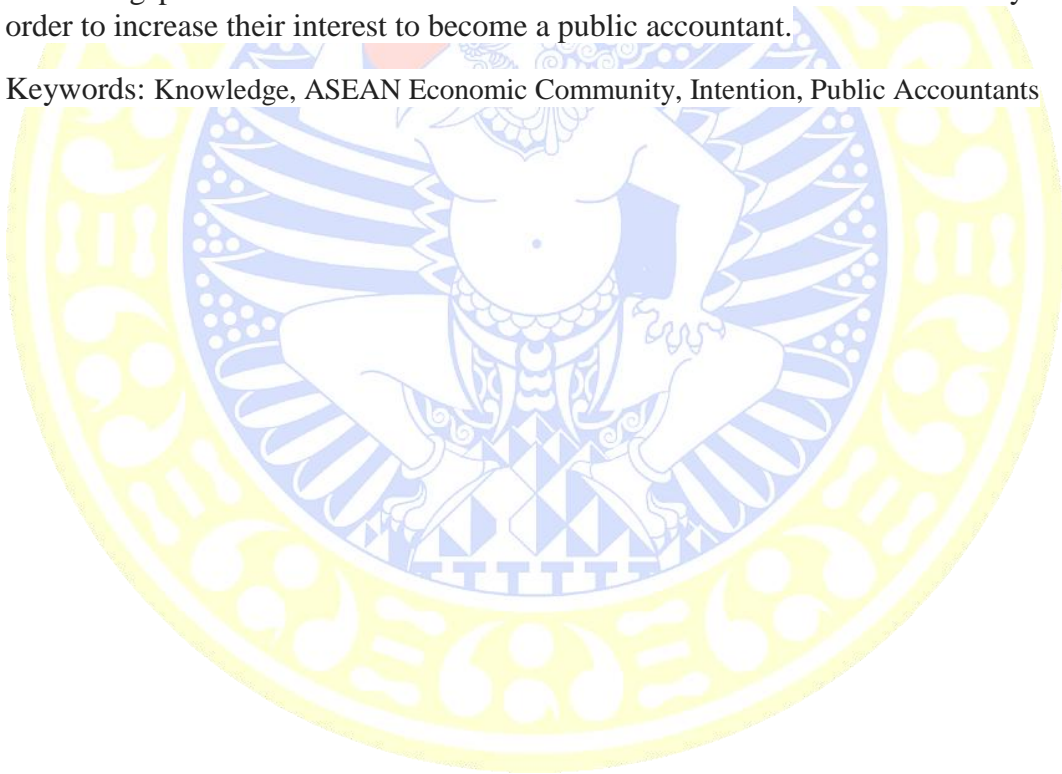 order to increase their interest to become a public accountant.
Keywords: Knowledge, ASEAN Economic Community, Intention, Public Accountants